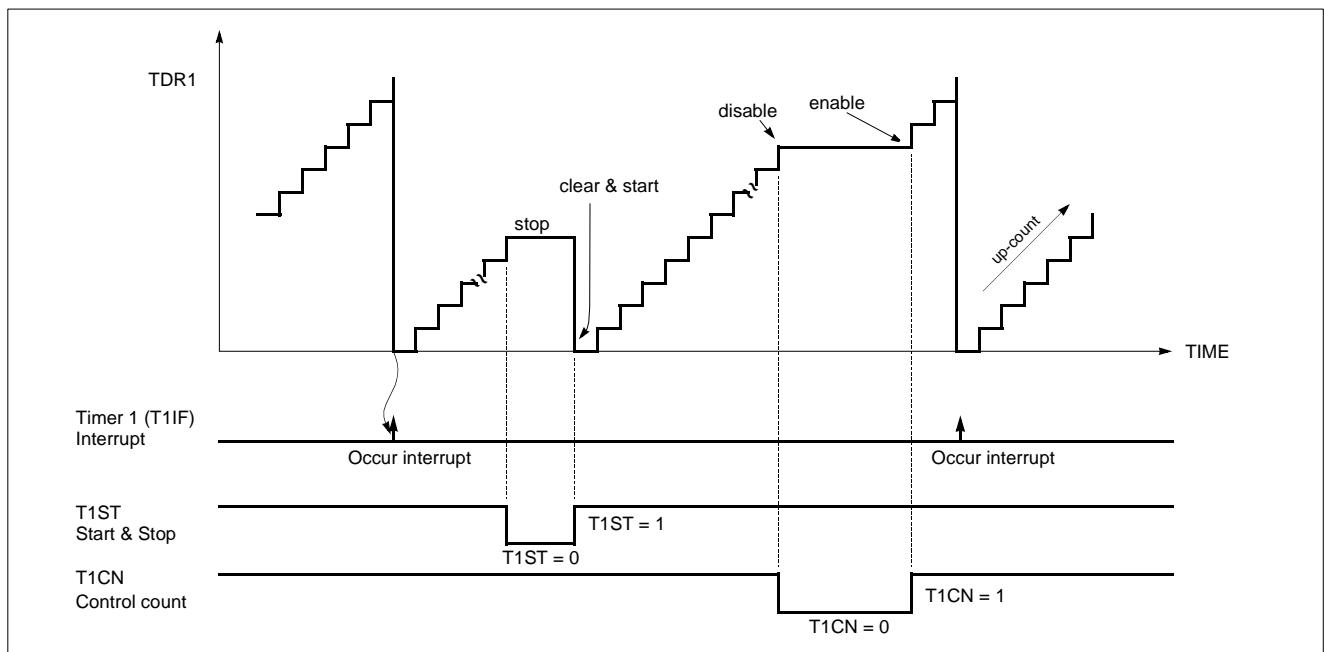 TDR1
disable
enable
clear & start
stop
up-count
TIME
Timer 1 (T1IF)
Interrupt
Occur interrupt
Occur interrupt
T1ST
Start & Stop
T1ST = 1
T1ST = 0
T1CN
Control count
T1CN = 1
T1CN = 0